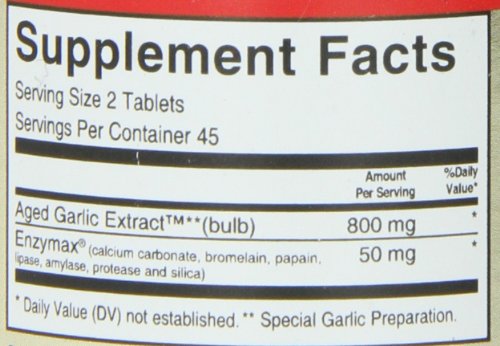 Supplement Facts
Serving Size 2 Tablets
Servings Per Container 45
Amount Per Serving
%Daily Value*
Aged Garlic Extract™**(bulb) 800 mg *
Enzymax® (calcium carbonate, bromelain, papain, 50 mg *
lipase, amylase, protease and silica)
* Daily Value (DV) not established. ** Special Garlic Preparation.